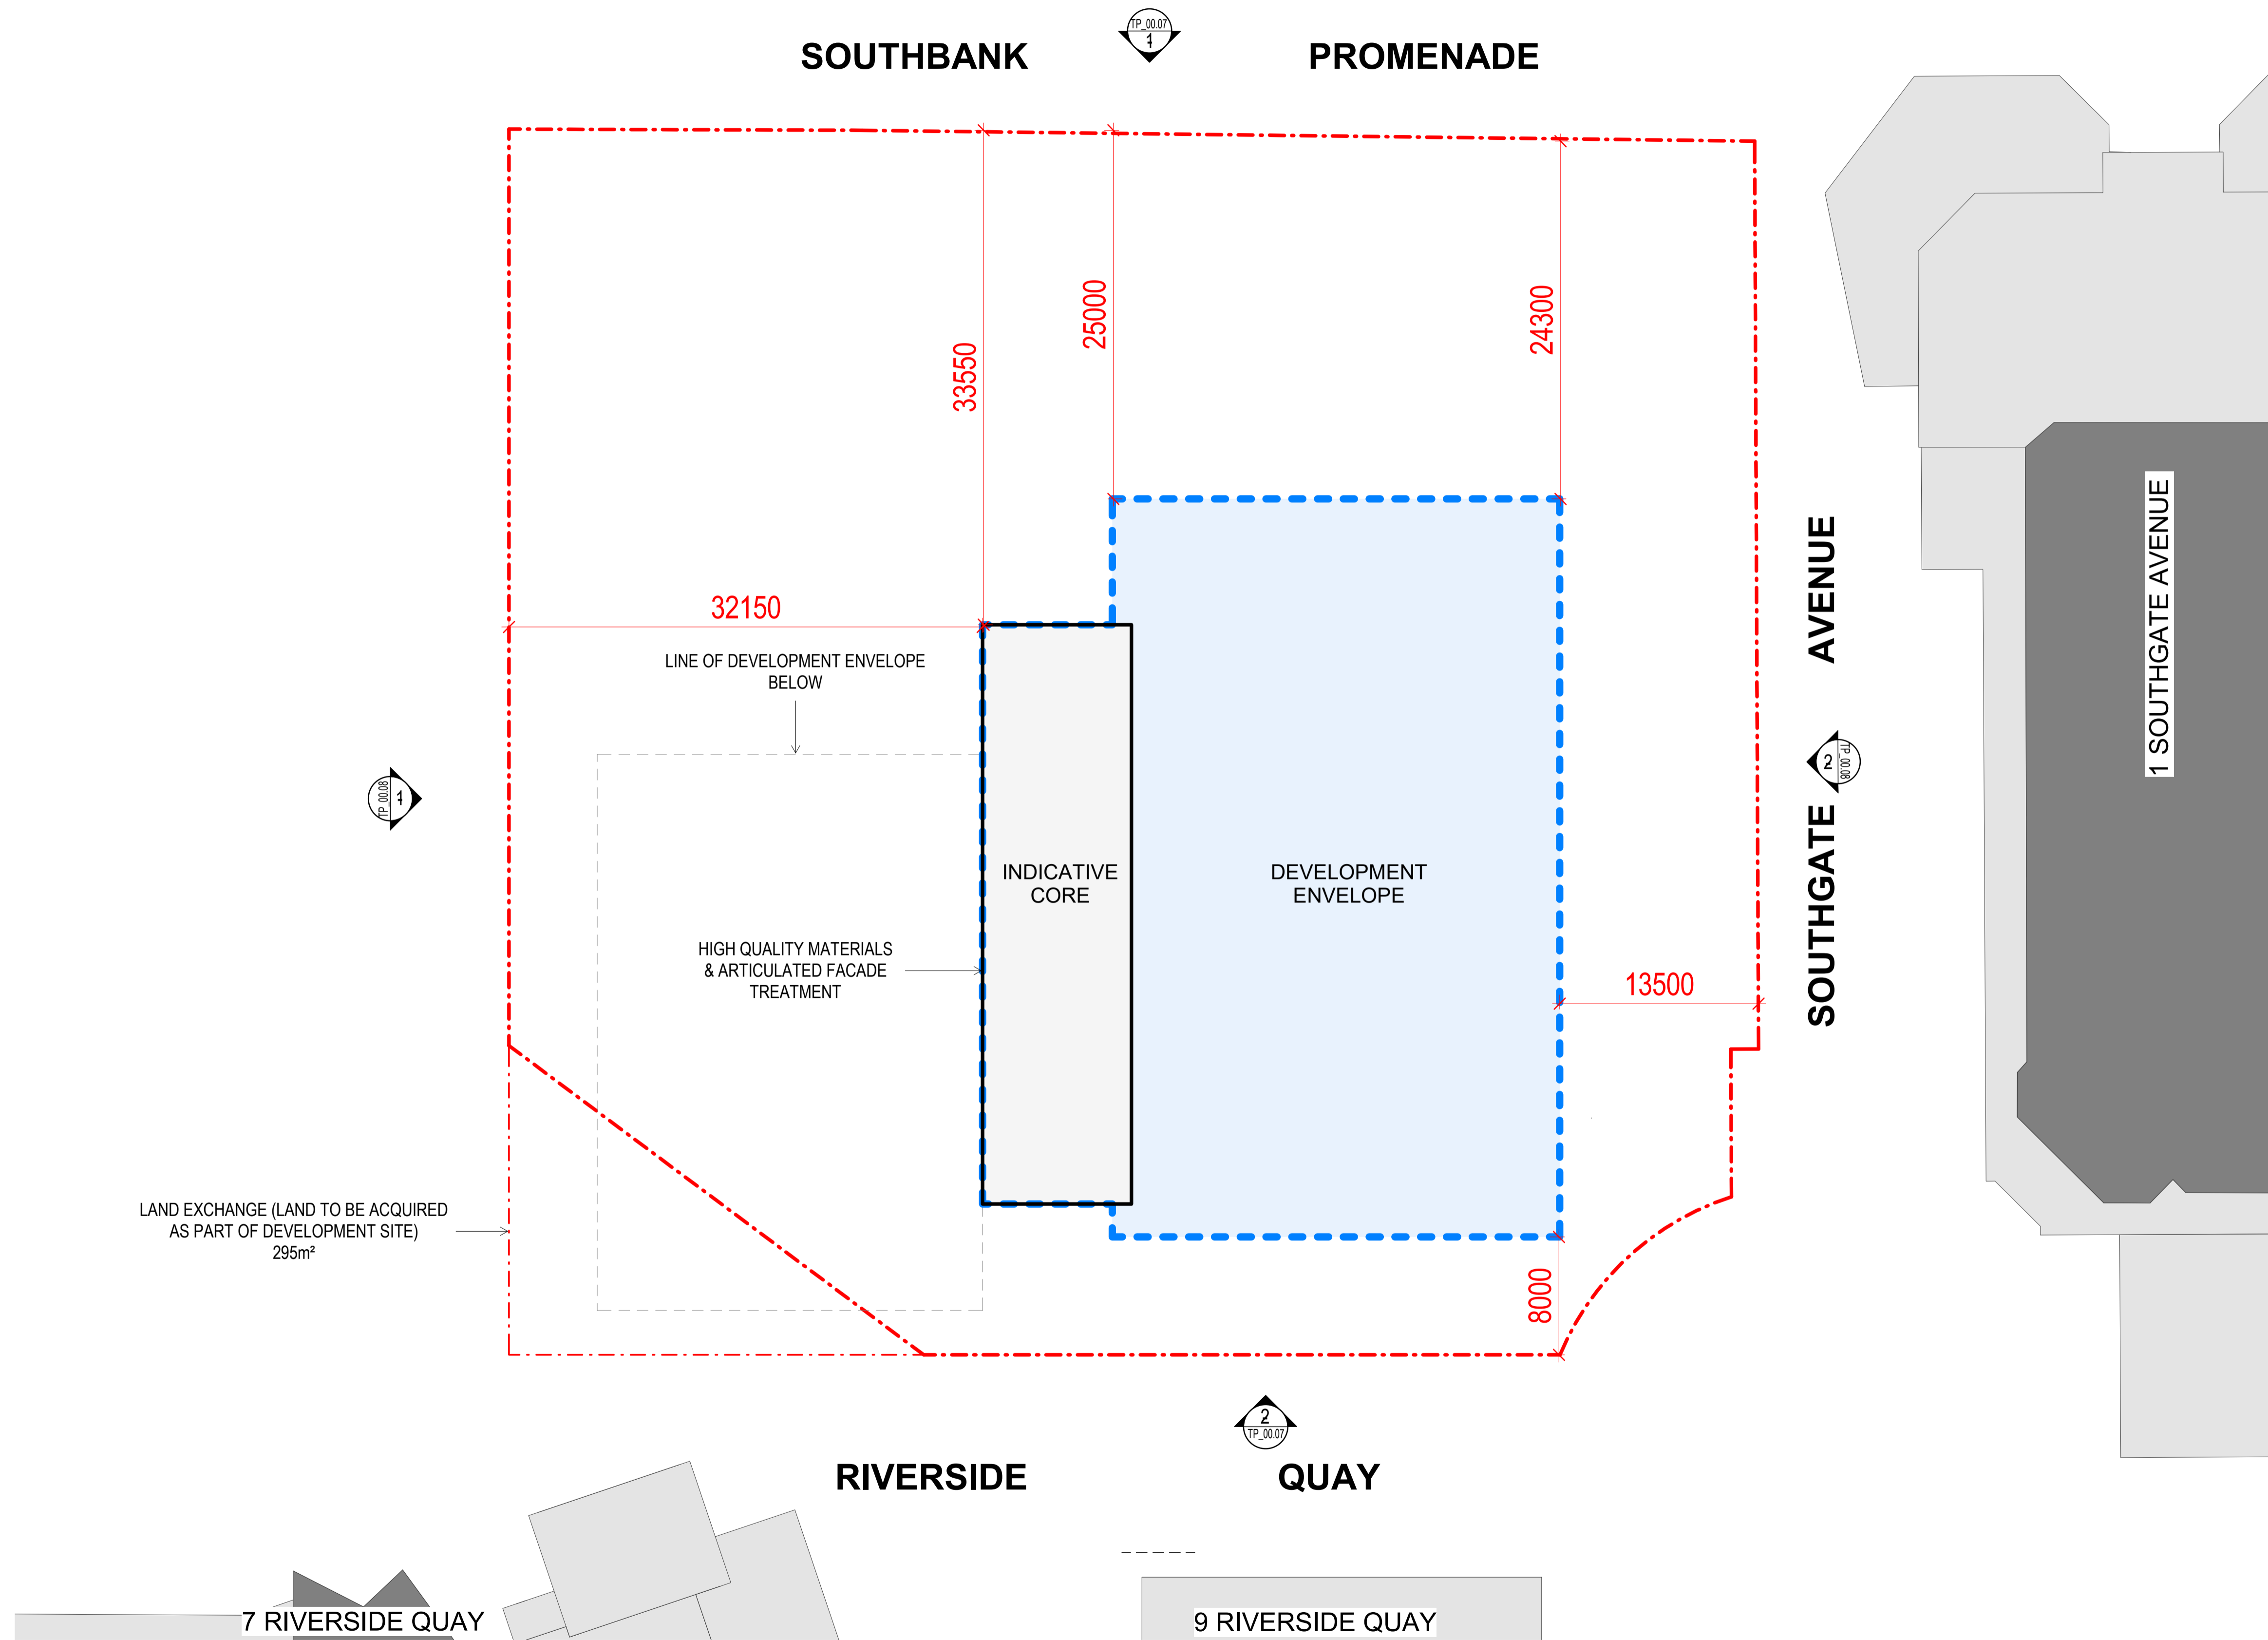 TP_00.07
1
SOUTHBANK PROMENADE
33550
25000
24300
32150
LINE OF DEVELOPMENT ENVELOPE
BELOW
1 SOUTHGATE AVENUE
SOUTHGATE AVENUE
TP_00.08
1
2
TP_00.08
INDICATIVE
CORE
DEVELOPMENT
ENVELOPE
HIGH QUALITY MATERIALS
& ARTICULATED FACADE
TREATMENT
13500
LAND EXCHANGE (LAND TO BE ACQUIRED
AS PART OF DEVELOPMENT SITE)
295m²
8000
2
TP_00.07
RIVERSIDE QUAY
7 RIVERSIDE QUAY
9 RIVERSIDE QUAY